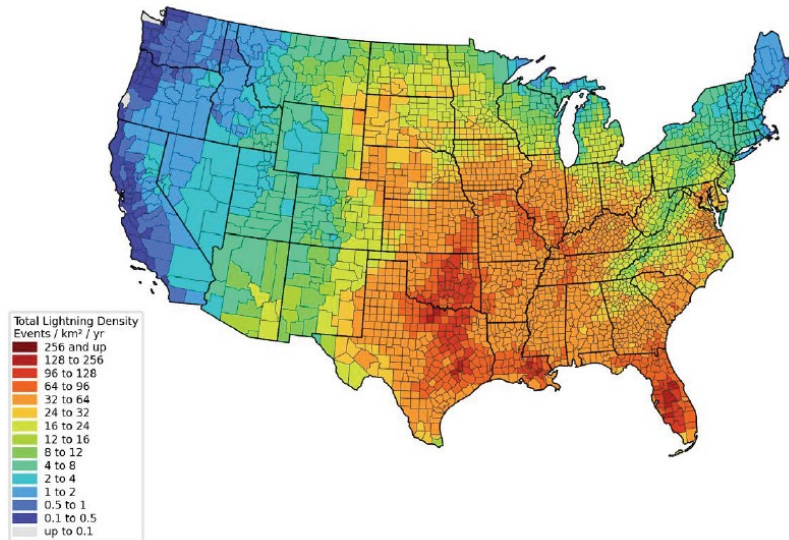 Total Lightning Density
Events / km² / yr
256 and up
128 to 256
96 to 128
64 to 96
32 to 64
24 to 32
16 to 24
12 to 16
8 to 12
4 to 8
2 to 4
1 to 2
0.5 to 1
0.1 to 0.5
up to 0.1